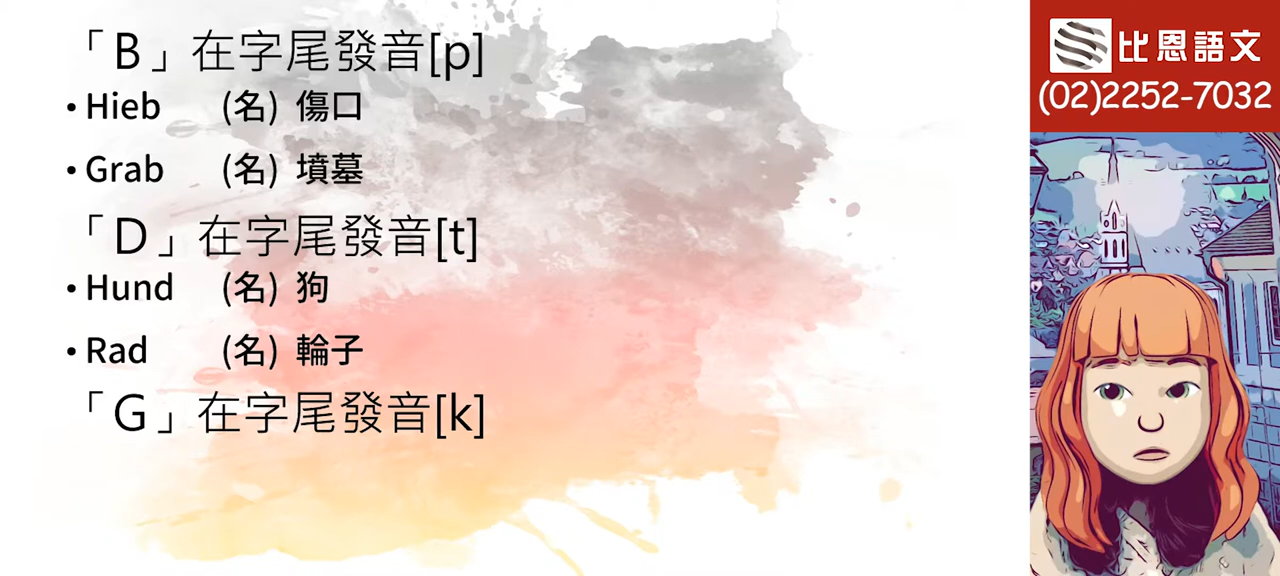 「B」在字尾發音[p]
• Hieb (名) 傷口
• Grab (名) 墳墓
「D」在字尾發音[t]
• Hund (名) 狗
• Rad (名) 輪子
「G」在字尾發音[k]
比恩語文
(02)2252-7032